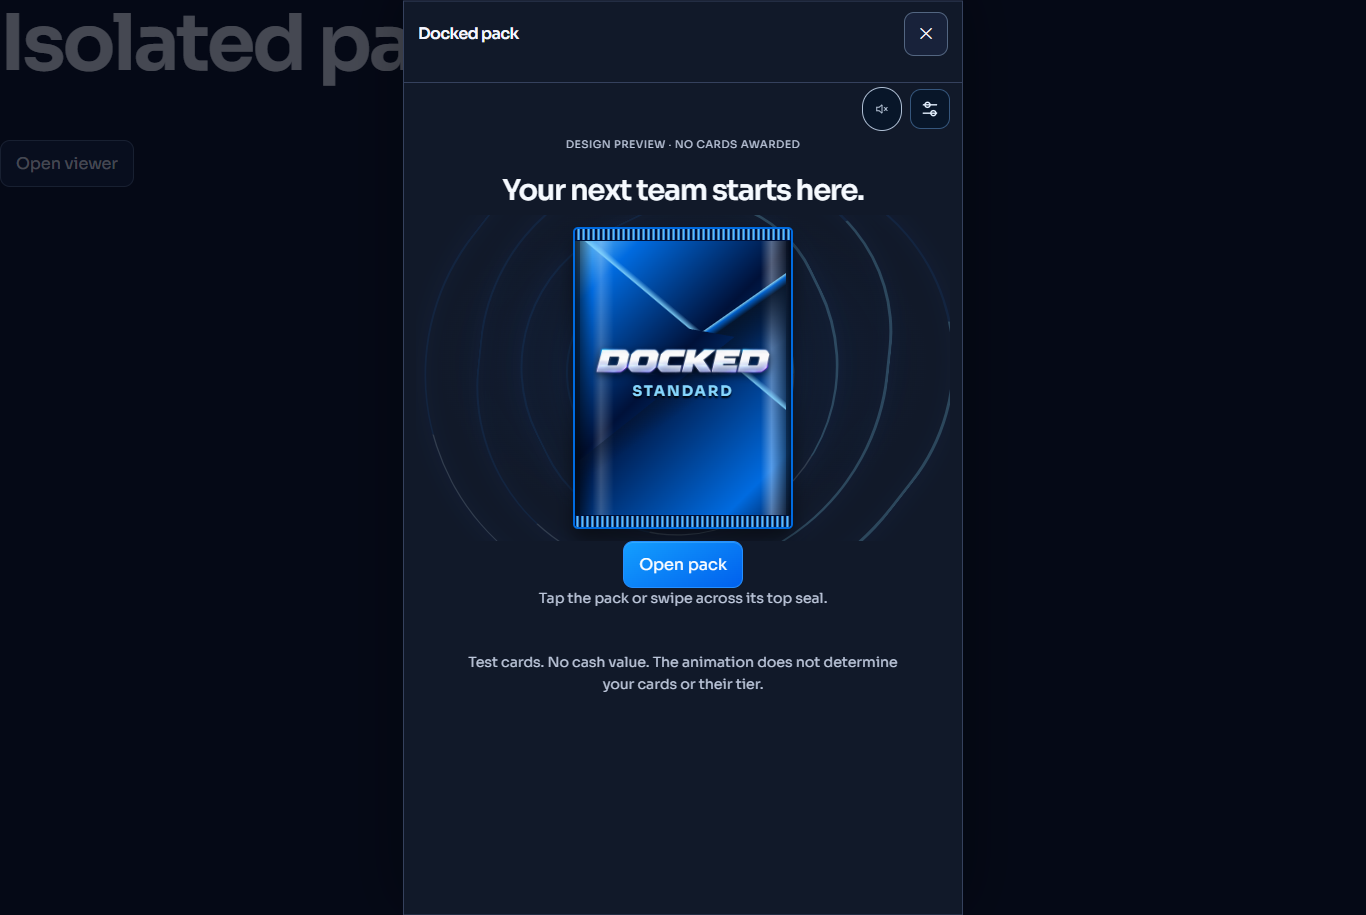 Isolated pa
Docked pack
Open viewer
DESIGN PREVIEW · NO CARDS AWARDED
Your next team starts here.
DOCKED
STANDARD
Open pack
Tap the pack or swipe across its top seal.
Test cards. No cash value. The animation does not determine
your cards or their tier.